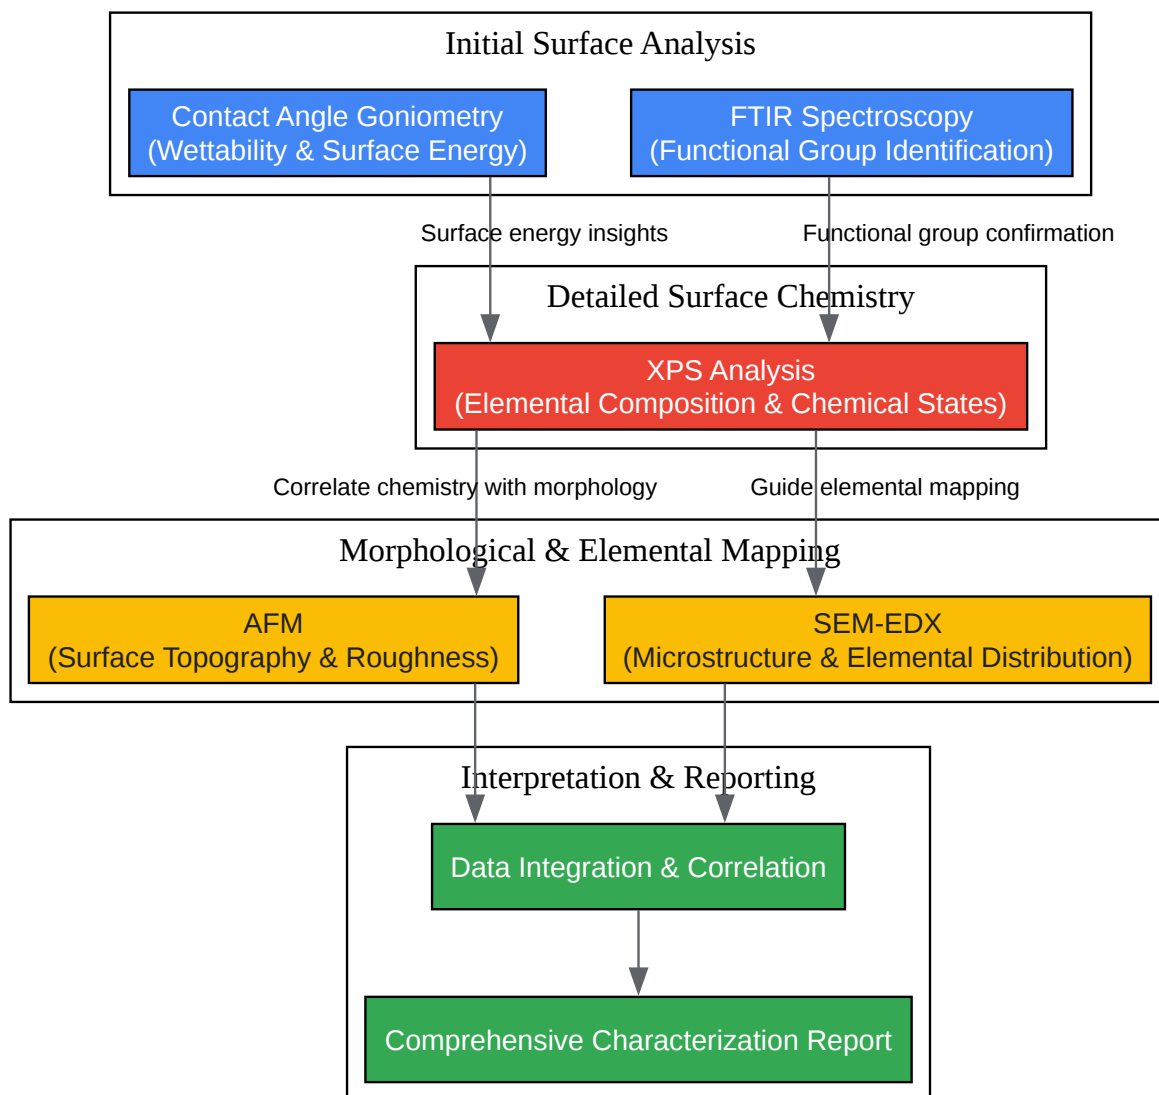 Initial Surface Analysis
Contact Angle Goniometry
(Wettability & Surface Energy)
FTIR Spectroscopy
(Functional Group Identification)
Surface energy insights
Functional group confirmation
Detailed Surface Chemistry
XPS Analysis
(Elemental Composition & Chemical States)
Correlate chemistry with morphology
Guide elemental mapping
Morphological & Elemental Mapping
AFM
(Surface Topography & Roughness)
SEM-EDX
(Microstructure & Elemental Distribution)
Interpretation & Reporting
Data Integration & Correlation
Comprehensive Characterization Report